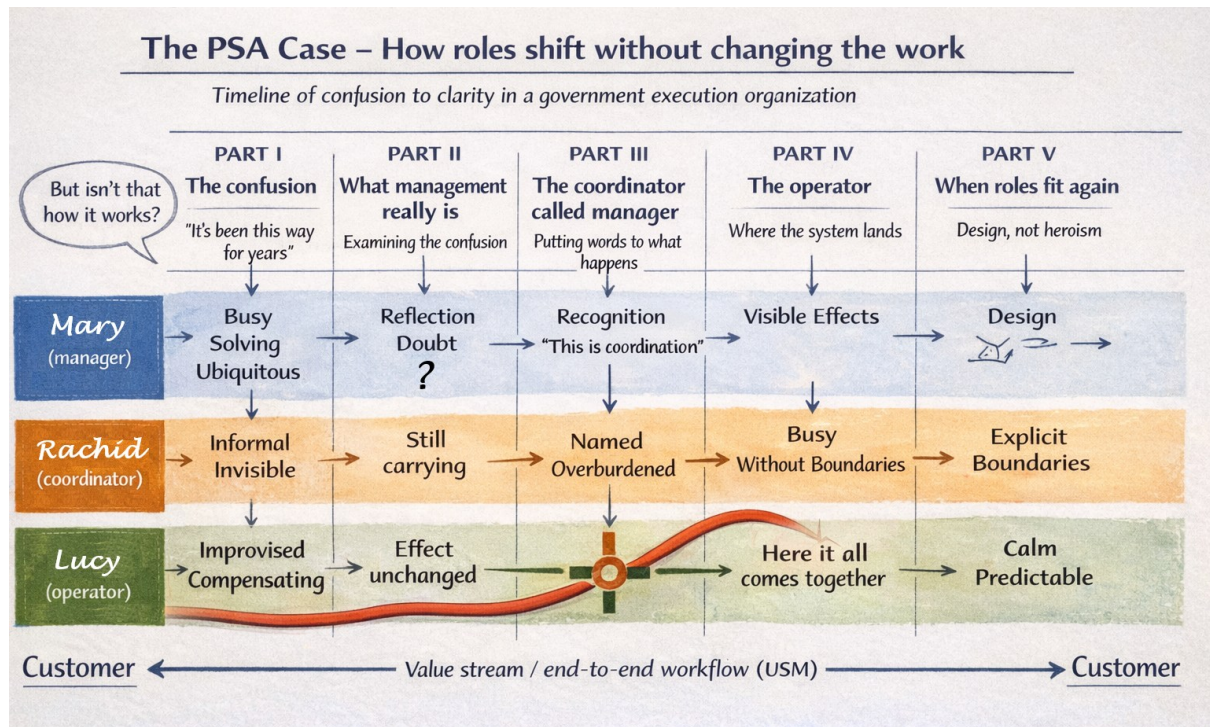 The PSA Case – How roles shift without changing the work
Timeline of confusion to clarity in a government execution organization
But isn't that
how it works?
PART I
The confusion
"It's been this way
for years"
PART II
What management
really is
Examining the confusion
PART III
The coordinator
called manager
Putting words to what
happens
PART IV
The operator
Where the system lands
PART V
When roles fit again
Design, not heroism
Mary
(manager)
Busy
Solving
Ubiquitous
Reflection
Doubt
?
Recognition
"This is coordination"
Visible Effects
Design
Rachid
(coordinator)
Informal
Invisible
Still
carrying
Named
Overburdened
Busy
Without Boundaries
Explicit
Boundaries
Lucy
(operator)
Improvised
Compensating
Effect
unchanged
Here it all
comes together
Calm
Predictable
Customer
Value stream / end-to-end workflow (USM)
Customer